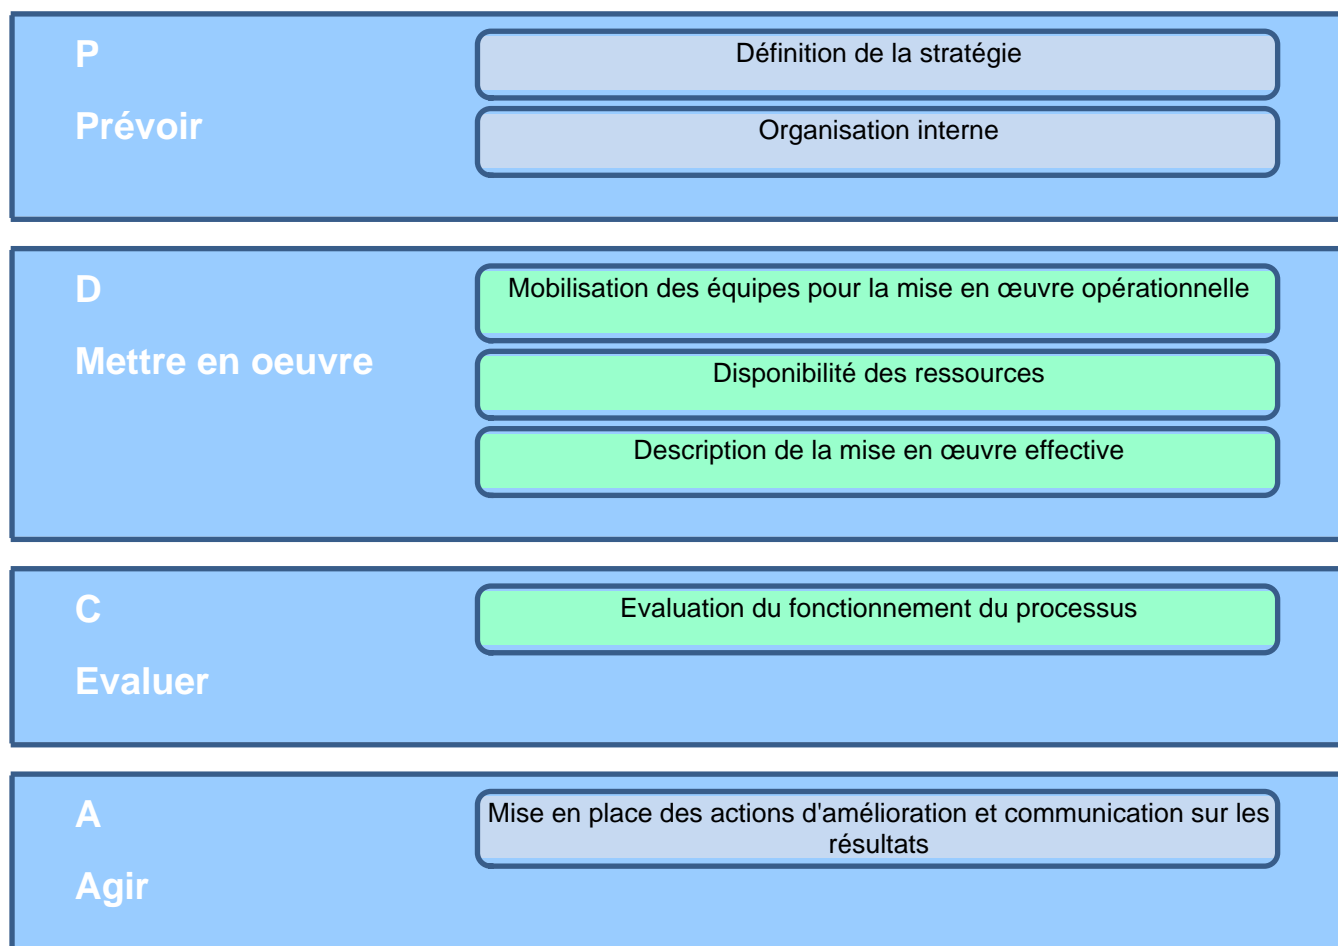 P
Prévoir
Définition de la stratégie
Organisation interne
D
Mettre en oeuvre
Mobilisation des équipes pour la mise en œuvre opérationnelle
Disponibilité des ressources
Description de la mise en œuvre effective
C
Evaluer
Evaluation du fonctionnement du processus
A
Agir
Mise en place des actions d'amélioration et communication sur les
résultats